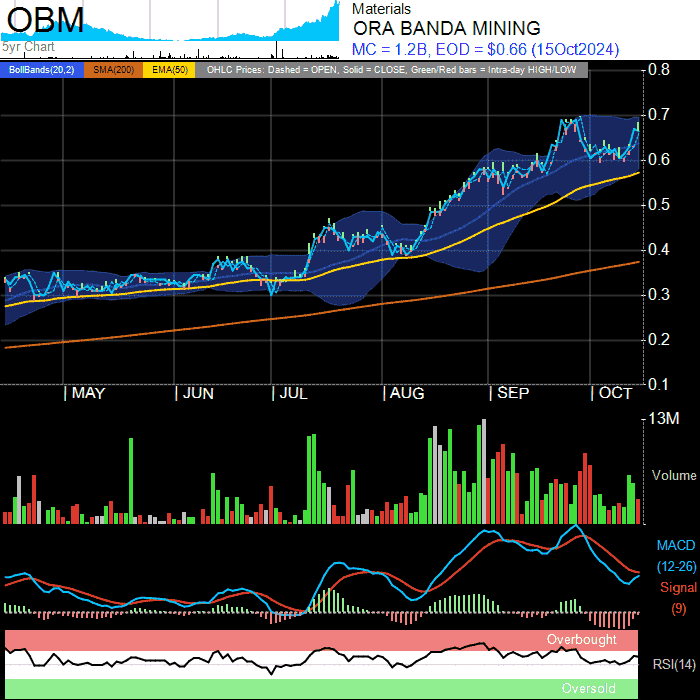 OBM
5yr Chart
Materials
ORA BANDA MINING
MC = 1.2B, EOD = $0.66 (15Oct2024)
BollBands(20,2) SMA(200) EMA(50) OHLC Prices: Dashed = OPEN, Solid = CLOSE, Green/Red bars = Intra-day HIGH/LOW
0.8
0.7
0.6
0.5
0.4
0.3
0.2
0.1
MAY JUN JUL AUG SEP OCT
13M
Volume
MACD
(12-26)
Signal
(9)
Overbought
RSI(14)
Oversold